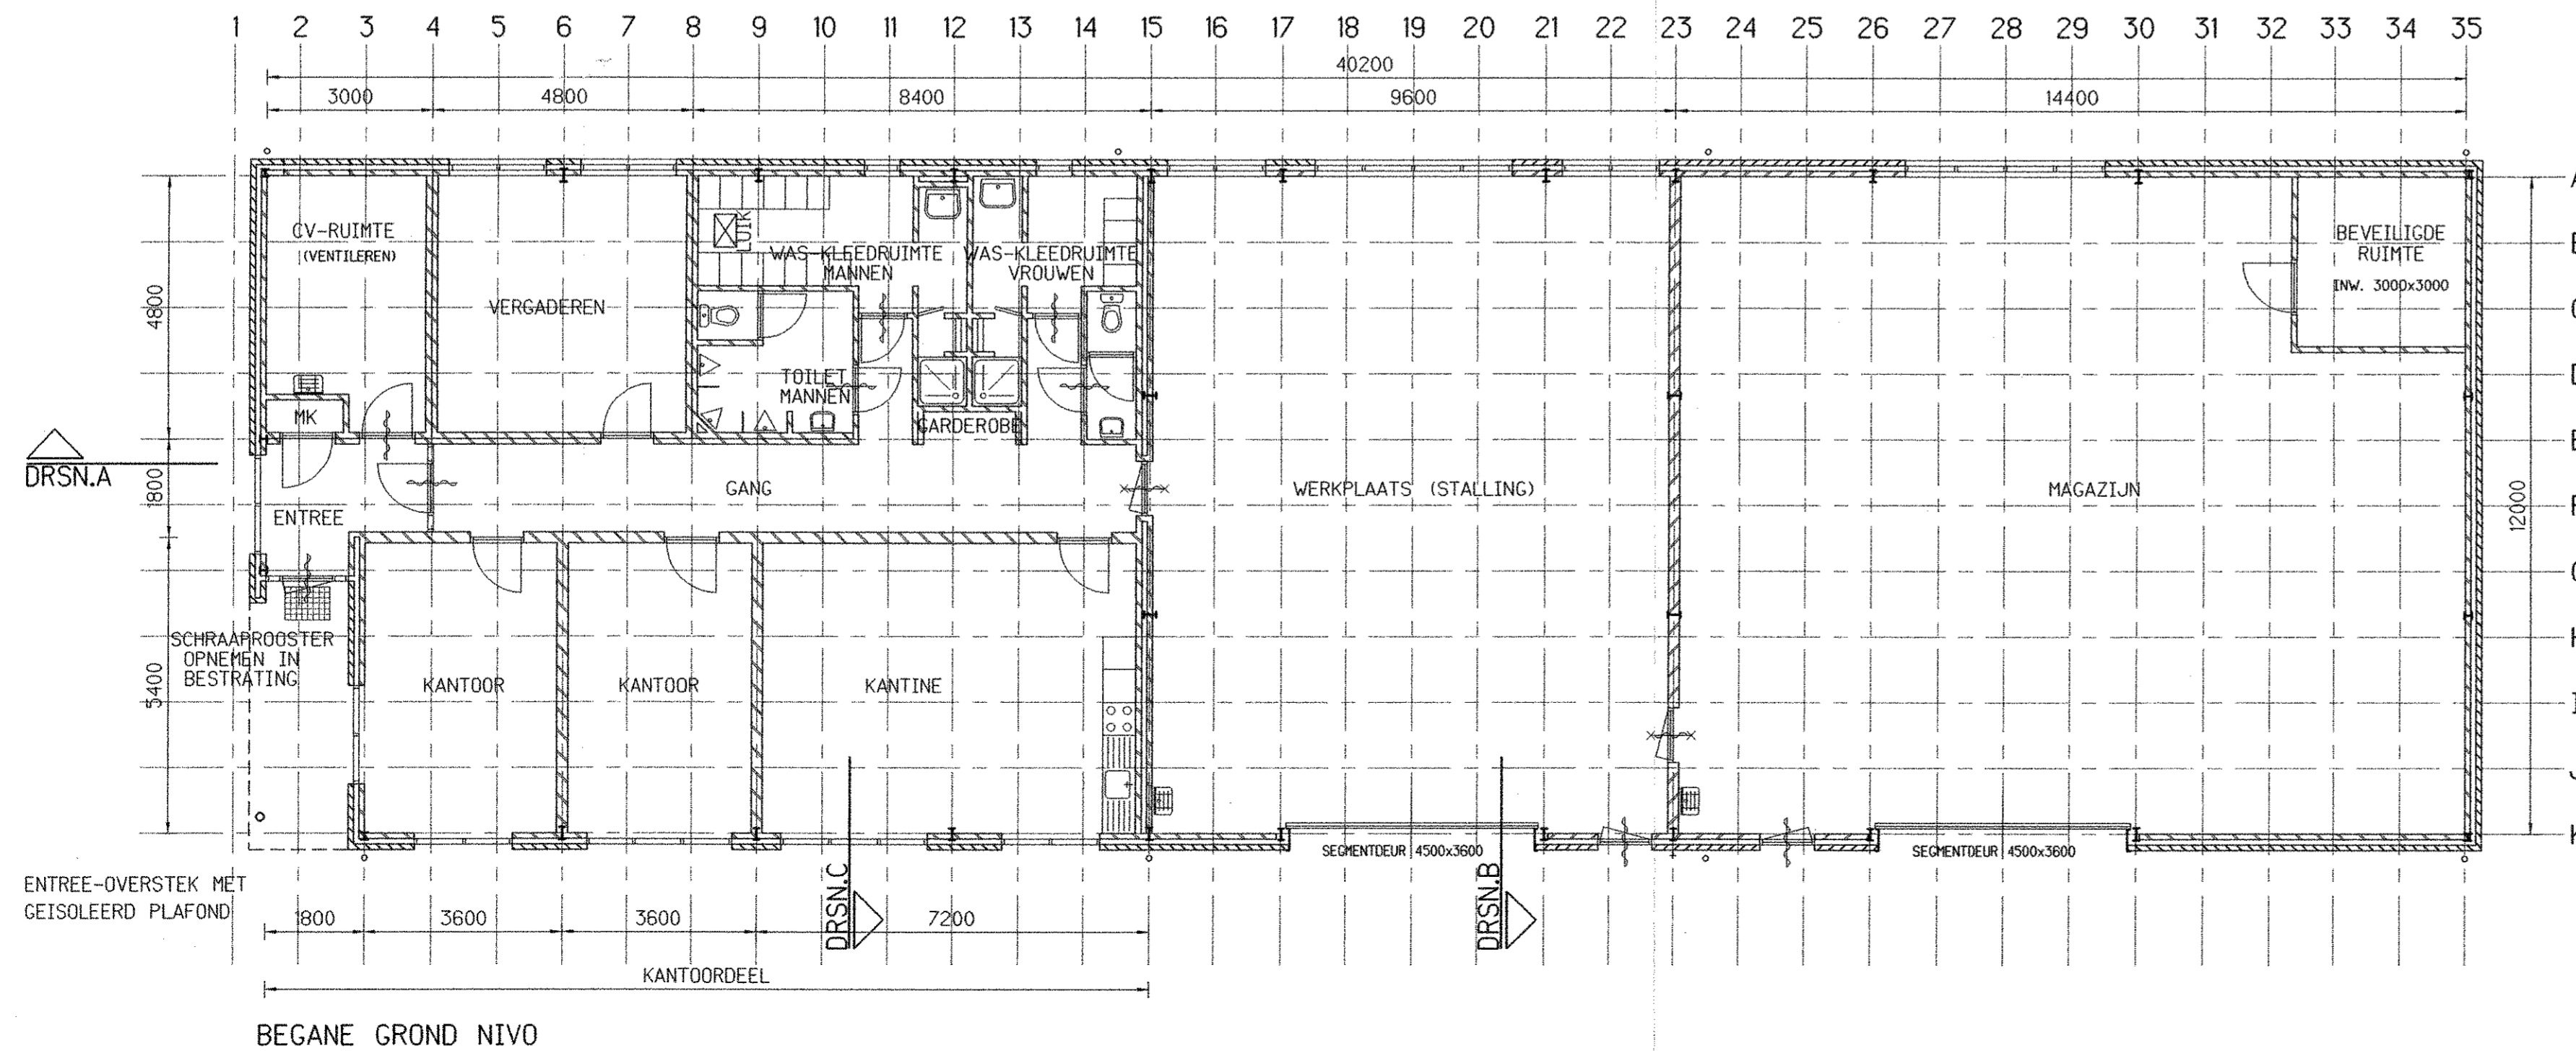 1 2 3 4 5 6 7 8 9 10 11 12 13 14 15 16 17 18 19 20 21 22 23 24 25 26 27 28 29 30 31 32 33 34 35
40200
3000 4800 8400 9600 14400
CV-RUIMTE
(VENTILEREN)
VERGADEREN
LUIK
WAS-KLEEDRUIMTE
MANNEN
WAS-KLEEDRUIMTE
VROUWEN
BEVEILIGDE
RUIMTE
INW. 3000x3000
4800
MK
TOILET
MANNEN
GARDEROBE
DRSN.A
1800
ENTREE
GANG
WERKPLAATS (STALLING)
MAGAZIJN
12000
SCHRAAPROOSTER
OPNEMEN IN
BESTRATING
5400
KANTOOR
KANTOOR
KANTINE
SEGMENTDEUR 4500x3600
SEGMENTDEUR 4500x3600
ENTREE-OVERSTEK MET
GEISOLEERD PLAFOND
1800 3600 3600 7200
DRSN.C
DRSN.B
KANTOORDEEL
BEGANE GROND NIVO